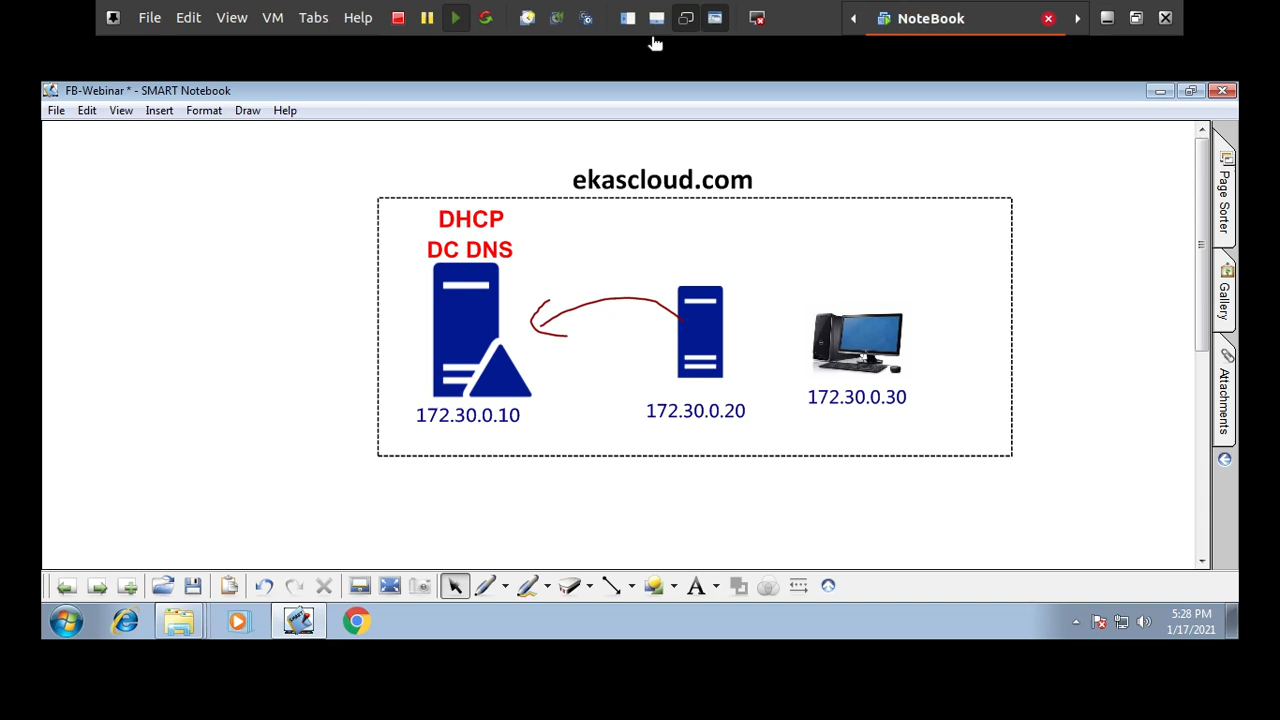 File Edit View VM Tabs Help
NoteBook
FB-Webinar * - SMART Notebook
File Edit View Insert Format Draw Help
ekascloud.com
DHCP
DC DNS
172.30.0.10
172.30.0.20
172.30.0.30
Page Sorter
Gallery
Attachments
A
5:28 PM
1/17/2021